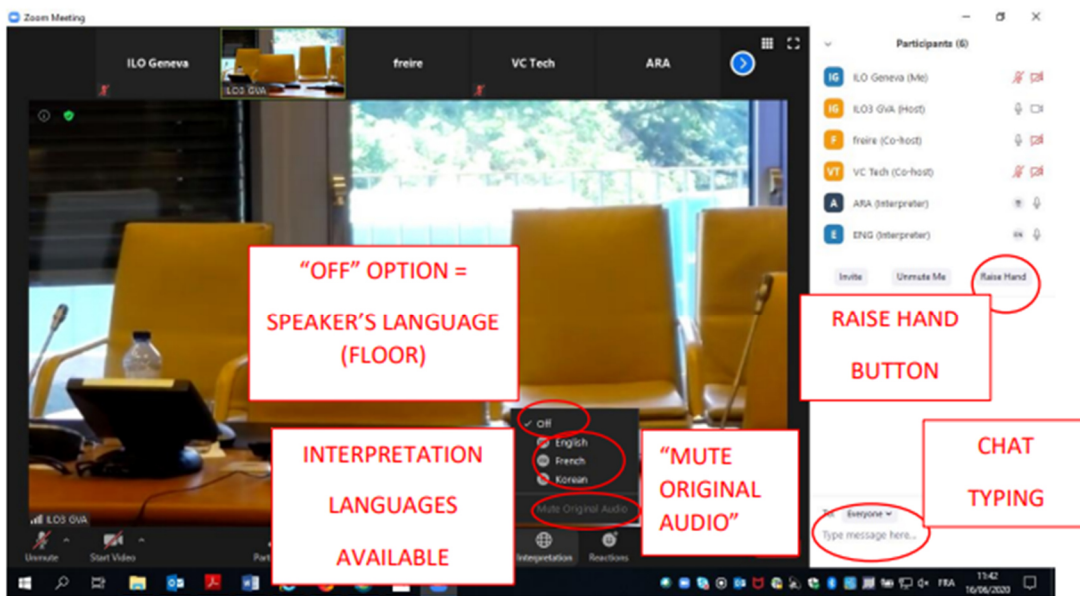 Zoom Meeting
ILO Geneva
ILO3 GVA
freire
VC Tech
ARA
Participants (6)
IG ILO Geneva (Me)
IG ILO3 GVA (Host)
F freire (Co-host)
VT VC Tech (Co-host)
A ARA (Interpreter)
E ENG (Interpreter)
Invite
Unmute Me
Raise Hand
“OFF” OPTION =
SPEAKER’S LANGUAGE
(FLOOR)
RAISE HAND
BUTTON
Off
English
French
Korean
Mute Original Audio
INTERPRETATION
LANGUAGES
AVAILABLE
“MUTE
ORIGINAL
AUDIO”
CHAT
TYPING
Everyone
Type message here...
ILO3 GVA
Unmute
Start Video
Interpretation
Reactions
FRA
11:42
16/06/2020